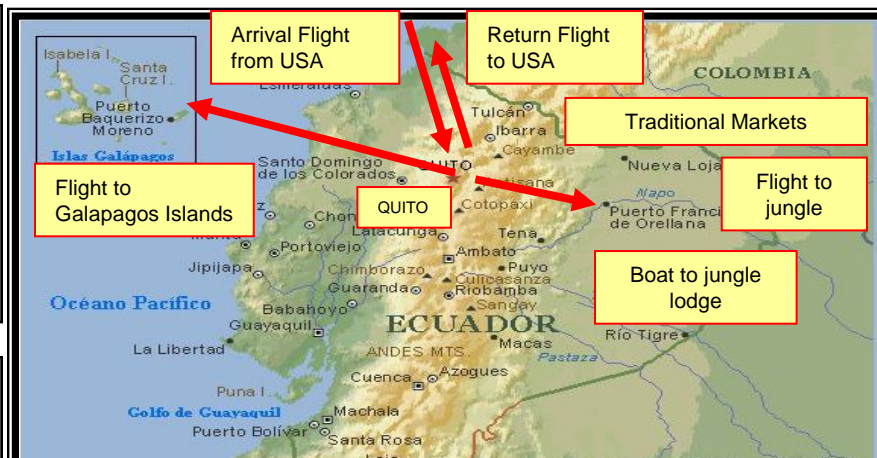 Arrival Flight
from USA
Return Flight
to USA
Isabela I.
Santa
Cruz I.
Puerto
Baquerizo
Moreno
Islas Galápagos
COLOMBIA
Tulcán
Ibarra
Cayambe
Traditional Markets
Santo Domingo
de los Colorados
QUITO
Nueva Loja
Flight to
Galapagos Islands
QUITO
Cotopaxi
Napo
Puerto Franci
de Orellana
Flight to
jungle
Latacunga
Tena
Portoviejo
Ambato
Jipijapa
Chimborazo
Puyo
Culicasanza
Guaranda
Riobamba
Sangay
Boat to jungle
lodge
Océano Pacífico
Babahoyo
Guayaquil
ECUADOR
Macas
Río Tigre
La Libertad
ANDES MTS.
Pastaza
Cuenca
Azogues
Puna I.
Golfo de Guayaquil
Machala
Puerto Bolívar
Santa Rosa